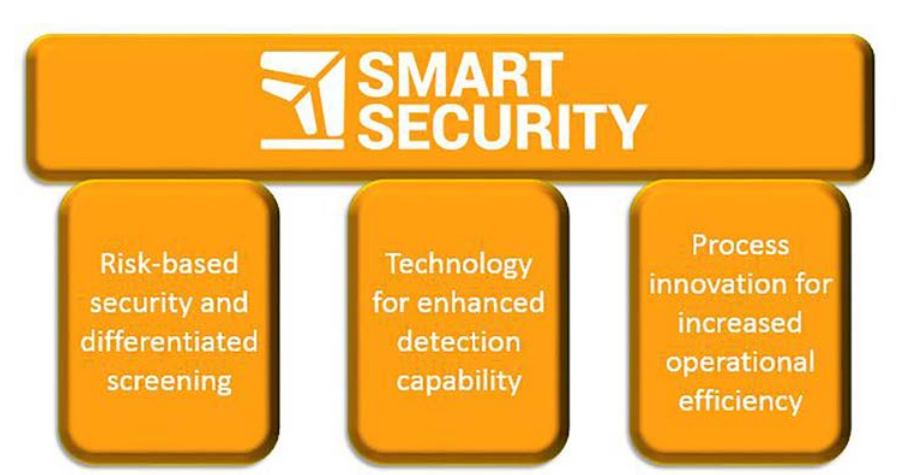 SMART
SECURITY
Risk-based
security and
differentiated
screening
Technology
for enhanced
detection
capability
Process
innovation for
increased
operational
efficiency